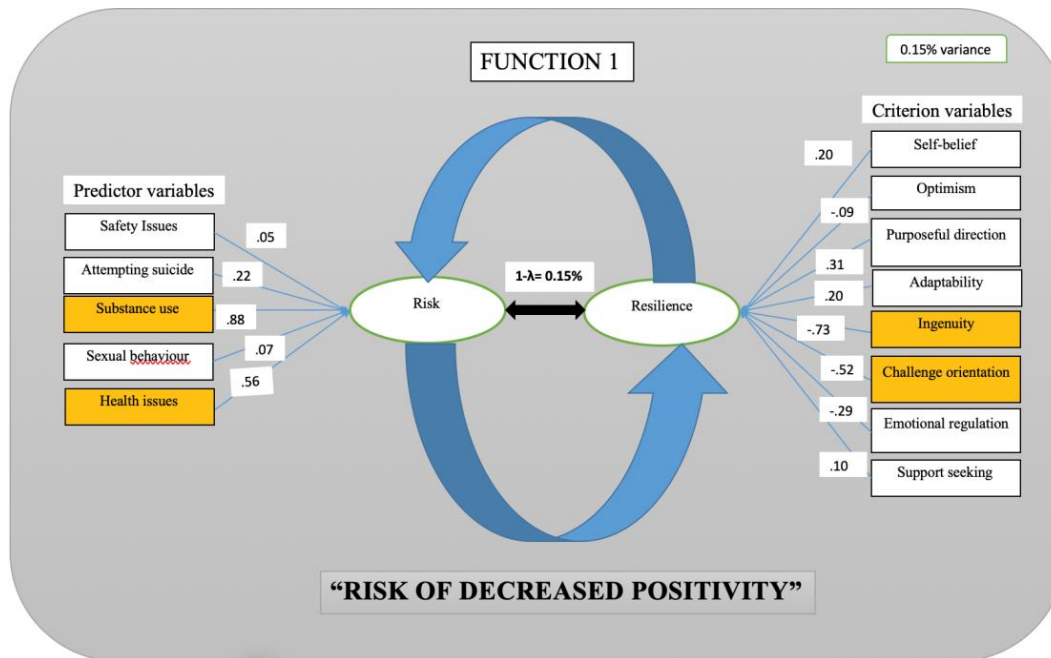 FUNCTION 1
0.15% variance
Predictor variables
Safety Issues
Attempting suicide
Substance use
Sexual behaviour
Health issues
.05
.22
.88
.07
.56
Risk
1-λ= 0.15%
Resilience
Criterion variables
Self-belief
Optimism
Purposeful direction
Adaptability
Ingenuity
Challenge orientation
Emotional regulation
Support seeking
.20
-.09
.31
.20
-.73
-.52
-.29
.10
“RISK OF DECREASED POSITIVITY”